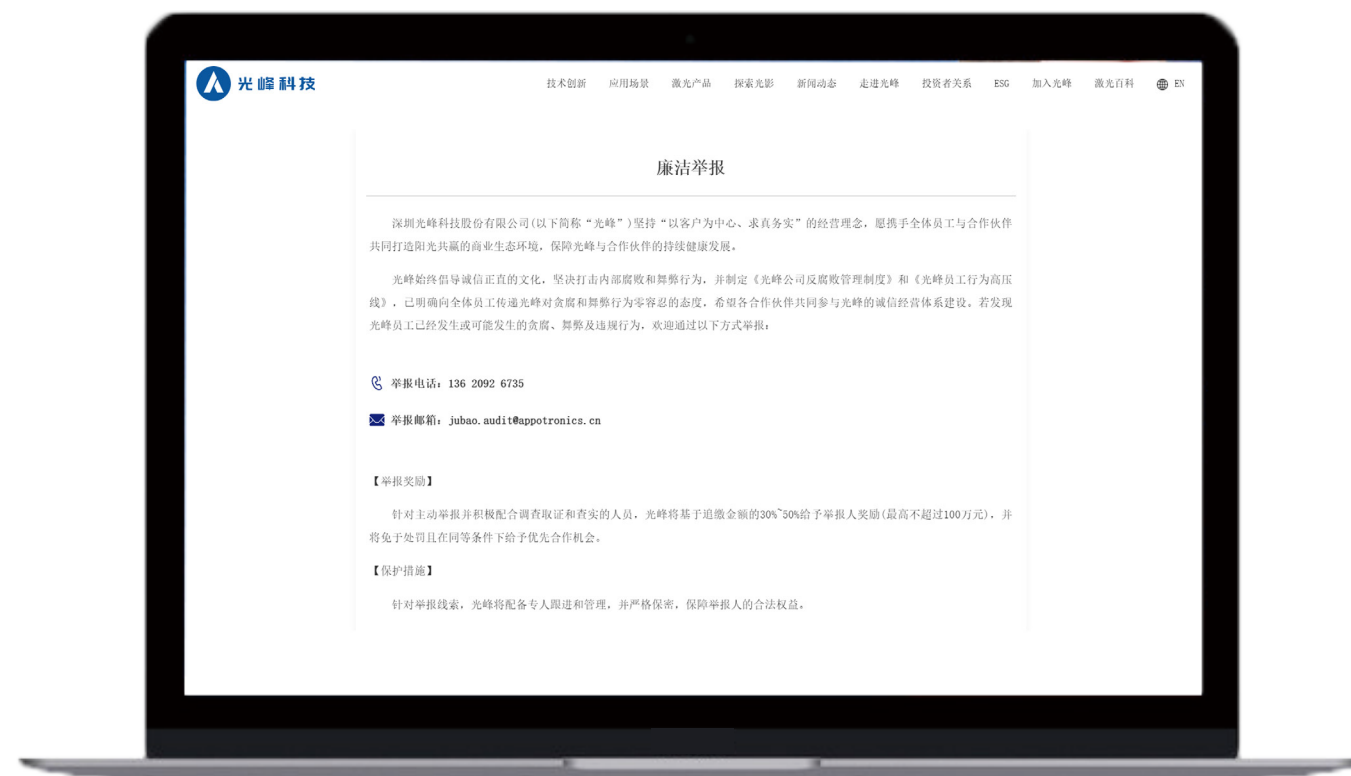 光峰科技
技术创新 应用场景 激光产品 探索光影 新闻动态 走进光峰 投资者关系 ESG 加入光峰 激光百科 EN
廉洁举报
深圳光峰科技股份有限公司(以下简称“光峰”)坚持“以客户为中心、求真务实”的经营理念，愿携手全体员工与合作伙伴
共同打造阳光共赢的商业生态环境，保障光峰与合作伙伴的持续健康发展。
光峰始终倡导诚信正直的文化，坚决打击内部腐败和舞弊行为，并制定《光峰公司反腐败管理制度》和《光峰员工行为高压
线》，已明确向全体员工传递光峰对贪腐和舞弊行为零容忍的态度，希望各合作伙伴共同参与光峰的诚信经营体系建设。若发现
光峰员工已经发生或可能发生的贪腐、舞弊及违规行为，欢迎通过以下方式举报：
举报电话：136 2092 6735
举报邮箱：jubao.audit@appotronics.cn
【举报奖励】
针对主动举报并积极配合调查取证和查实的人员，光峰将基于追缴金额的30%~50%给予举报人奖励(最高不超过100万元)，并
将免于处罚且在同等条件下给予优先合作机会。
【保护措施】
针对举报线索，光峰将配备专人跟进和管理，并严格保密，保障举报人的合法权益。